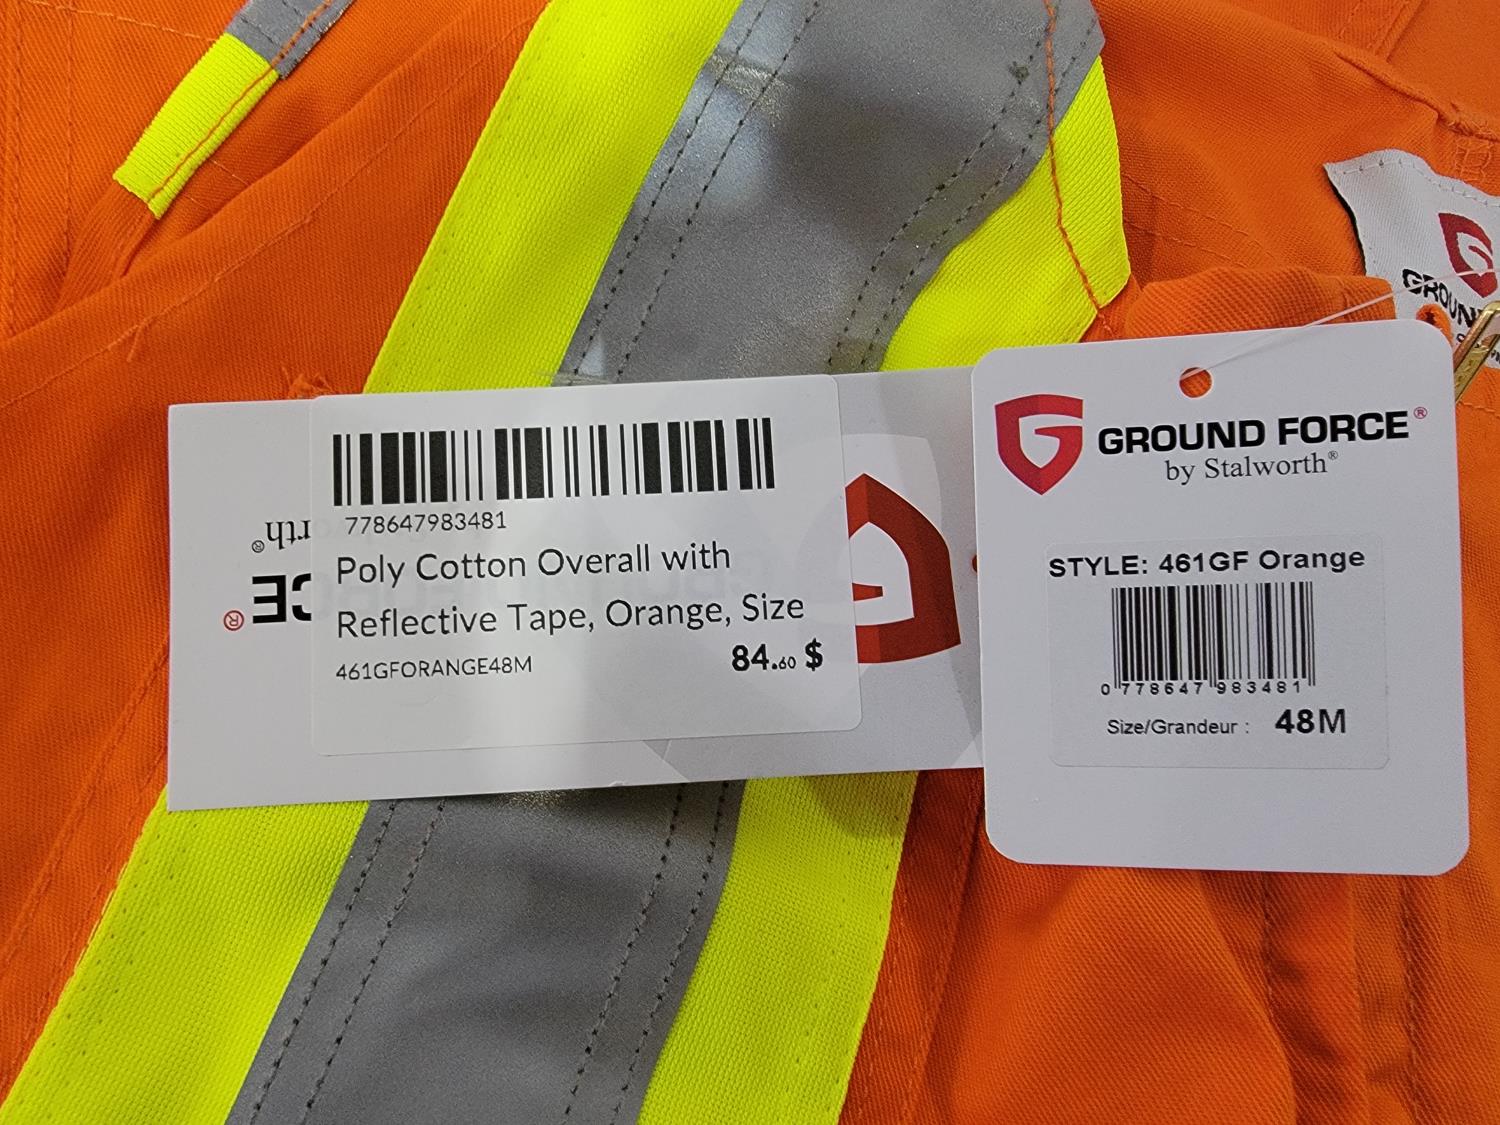 778647983481
Poly Cotton Overall with
Reflective Tape, Orange, Size
461GFORANGE48M
84.60 $
GROUND FORCE®
by Stalworth®
STYLE: 461GF Orange
0 778647 983481
Size/Grandeur : 48M